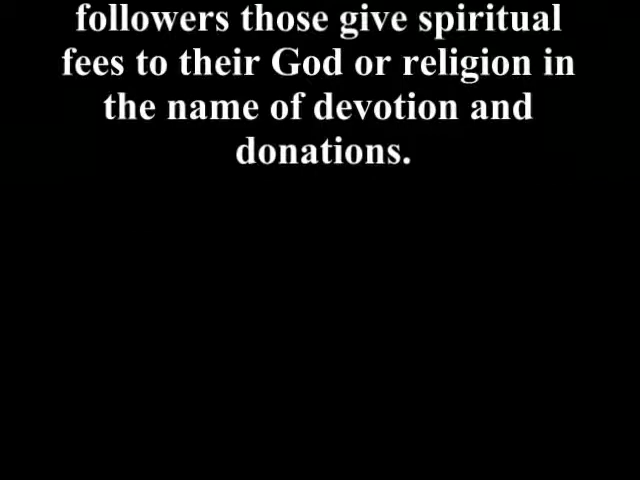 followers those give spiritual
fees to their God or religion in
the name of devotion and
donations.